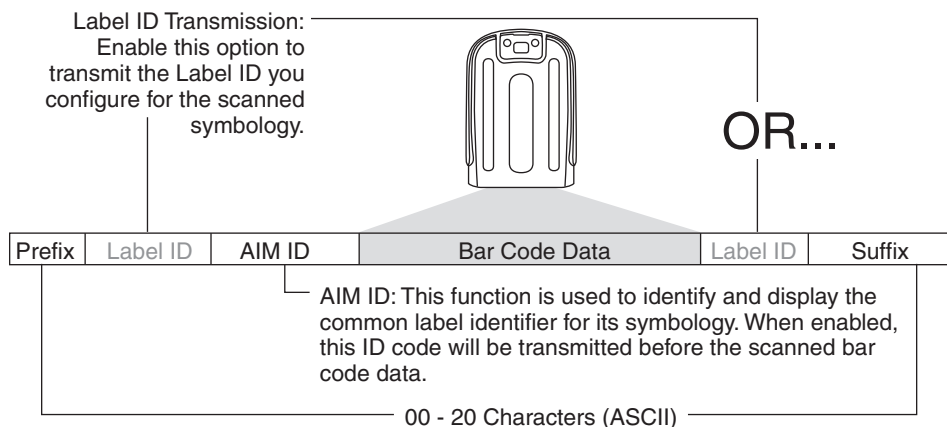 Label ID Transmission:
Enable this option to
transmit the Label ID you
configure for the scanned
symbology.
OR...
Prefix Label ID AIM ID Bar Code Data Label ID Suffix
AIM ID: This function is used to identify and display the
common label identifier for its symbology. When enabled,
this ID code will be transmitted before the scanned bar
code data.
00 - 20 Characters (ASCII)